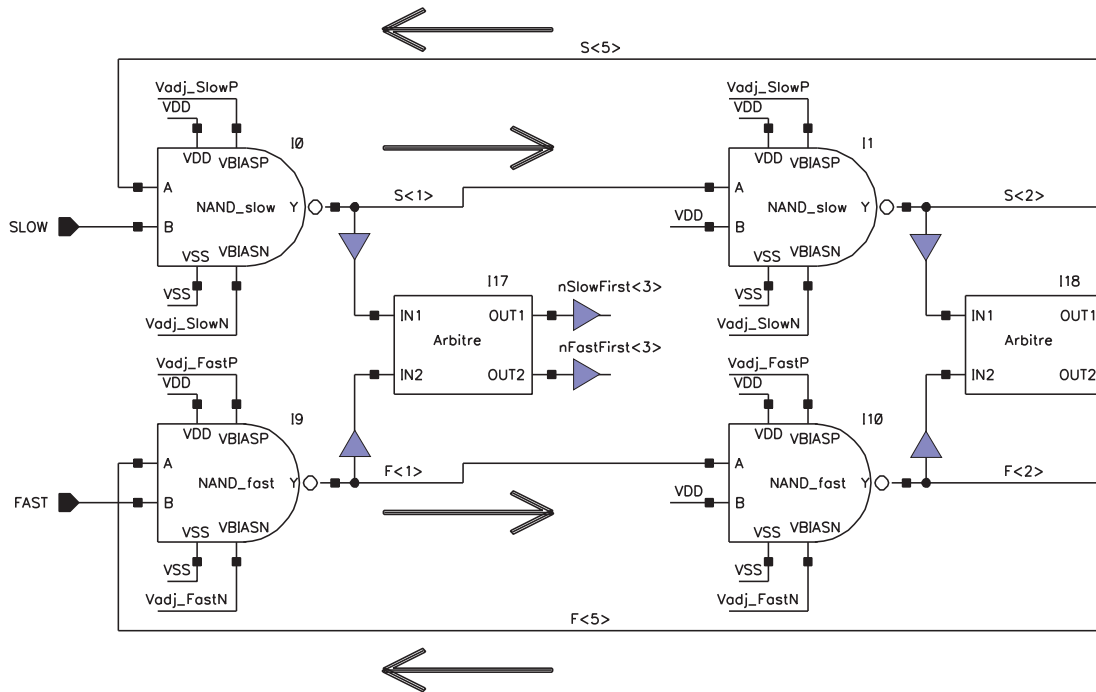 S<5>
Vadj_SlowP
VDD
VDD
VBIASP
I0
A
NAND_slow
Y
SLOW
B
VSS
VBIASN
VSS
Vadj_SlowN
S<1>
Vadj_SlowP
VDD
VDD
VBIASP
I1
A
NAND_slow
Y
VDD
B
VSS
VBIASN
VSS
Vadj_SlowN
S<2>
I17
IN1
OUT1
Arbitre
IN2
OUT2
nSlowFirst<3>
nFastFirst<3>
I18
IN1
OUT1
Arbitre
IN2
OUT2
Vadj_FastP
VDD
VDD
VBIASP
I9
A
NAND_fast
Y
FAST
B
VSS
VBIASN
VSS
Vadj_FastN
F<1>
Vadj_FastP
VDD
VDD
VBIASP
I10
A
NAND_fast
Y
VDD
B
VSS
VBIASN
VSS
Vadj_FastN
F<2>
F<5>